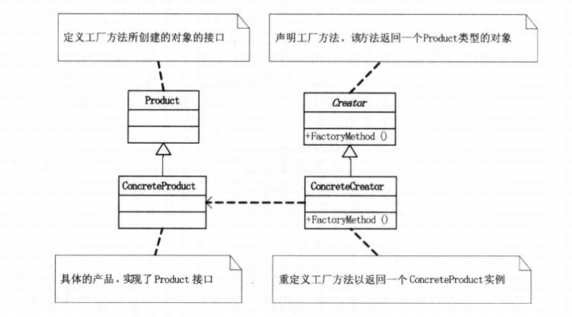 定义工厂方法所创建的对象的接口
声明工厂方法，该方法返回一个Product类型的对象
Product
Creator
+FactoryMethod ()
ConcreteProduct
ConcreteCreator
+FactoryMethod ()
具体的产品，实现了Product 接口
重定义工厂方法以返回一个ConcreteProduct实例